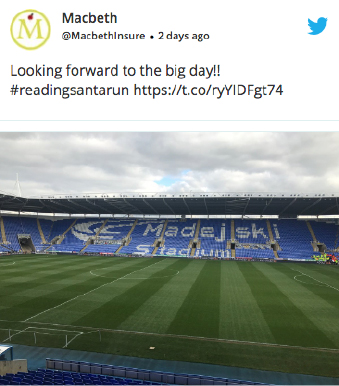 M
Macbeth
@MacbethInsure • 2 days ago
Looking forward to the big day!!
#readingsantarun https://t.co/ryYIDFgt74
Madejski
Stadium